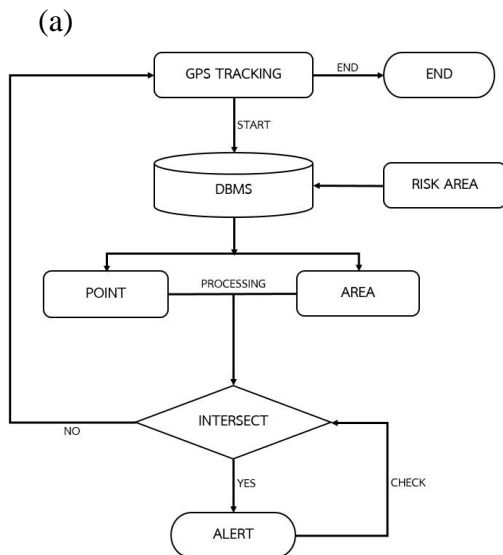 (a)
GPS TRACKING
END
END
START
DBMS
RISK AREA
POINT
PROCESSING
AREA
INTERSECT
NO
YES
CHECK
ALERT